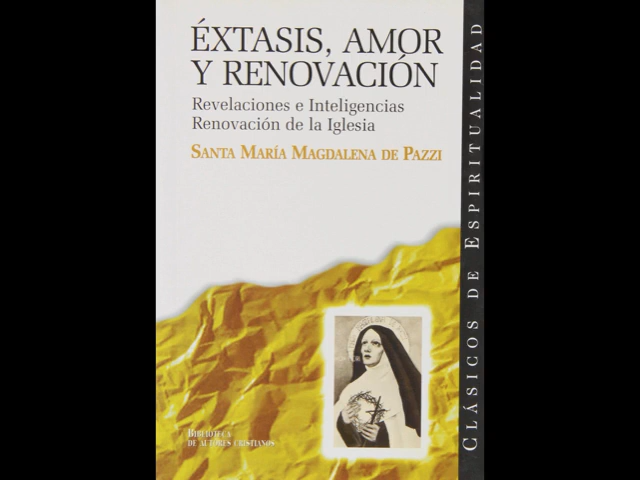 ÉXTASIS, AMOR
Y RENOVACIÓN
Revelaciones e Inteligencias
Renovación de la Iglesia
SANTA MARÍA MAGDALENA DE PAZZI
CLÁSICOS DE ESPIRITUALIDAD
BIBLIOTECA
DE AUTORES CRISTIANOS